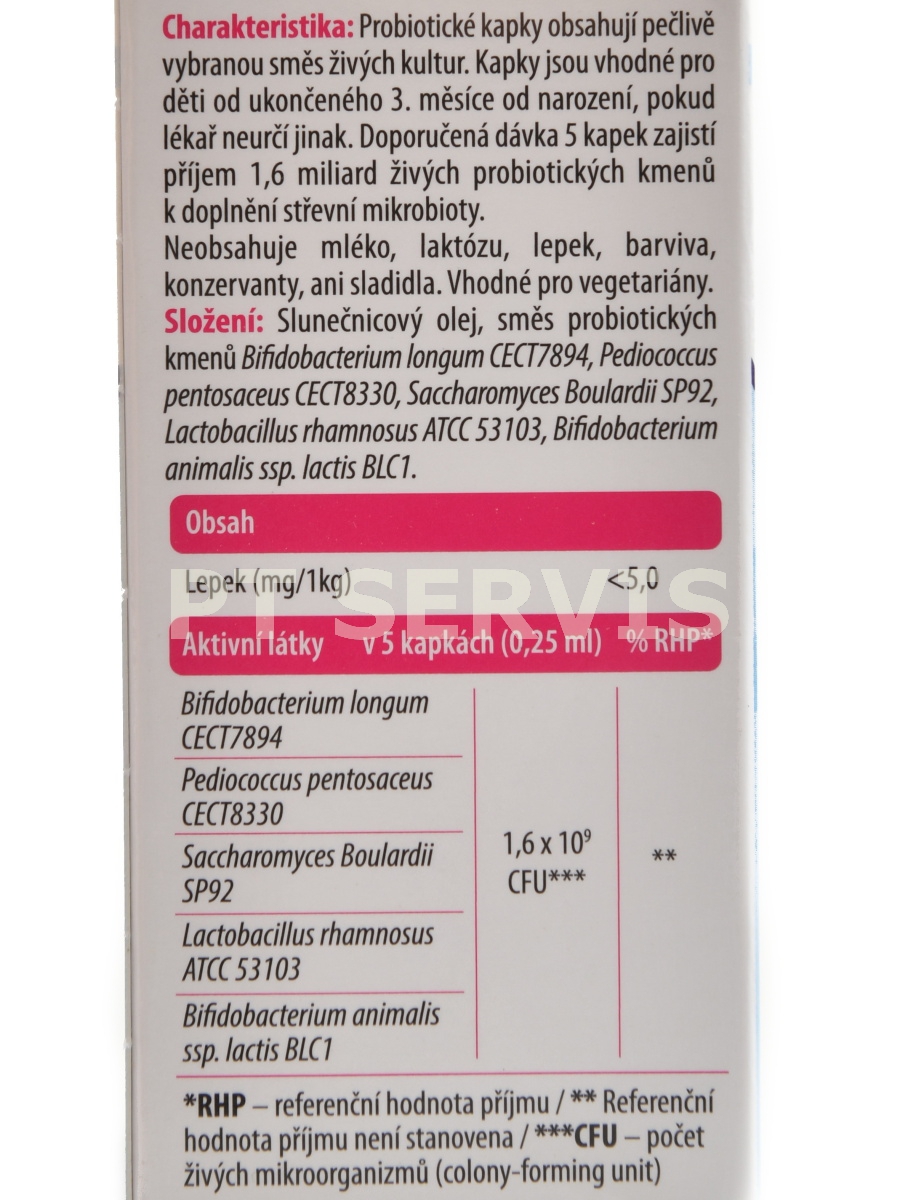 Charakteristika: Probiotické kapky obsahují pečlivě
vybranou směs živých kultur. Kapky jsou vhodné pro
děti od ukončeného 3. měsíce od narození, pokud
lékař neurčí jinak. Doporučená dávka 5 kapek zajistí
příjem 1,6 miliard živých probiotických kmenů
k doplnění střevní mikrobioty.
Neobsahuje mléko, laktózu, lepek, barviva,
konzervanty, ani sladidla. Vhodné pro vegetariány.
Složení: Slunečnicový olej, směs probiotických
kmenů Bifidobacterium longum CECT7894, Pediococcus
pentosaceus CECT8330, Saccharomyces Boulardii SP92,
Lactobacillus rhamnosus ATCC 53103, Bifidobacterium
animalis ssp. lactis BLC1.
Obsah
Lepek (mg/1kg) <5,0
PT SERVIS
Aktivní látky v 5 kapkách (0,25 ml) % RHP*
Bifidobacterium longum
CECT7894
Pediococcus pentosaceus
CECT8330
Saccharomyces Boulardii
SP92
Lactobacillus rhamnosus
ATCC 53103
Bifidobacterium animalis
ssp. lactis BLC1
1,6 x 10⁹
CFU***
**
*RHP – referenční hodnota příjmu / ** Referenční
hodnota příjmu není stanovena / ***CFU – počet
živých mikroorganizmů (colony-forming unit)